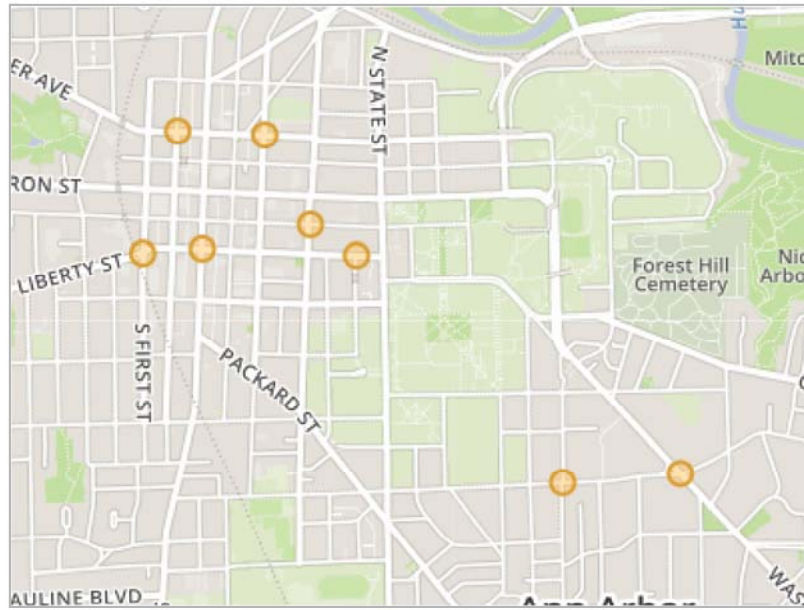 Mitc
ER AVE
N STATE ST
RON ST
LIBERTY ST
Forest Hill
Cemetery
Nic
Arbo
S FIRST ST
PACKARD ST
AULINE BLVD
Ann Arbor
WAS